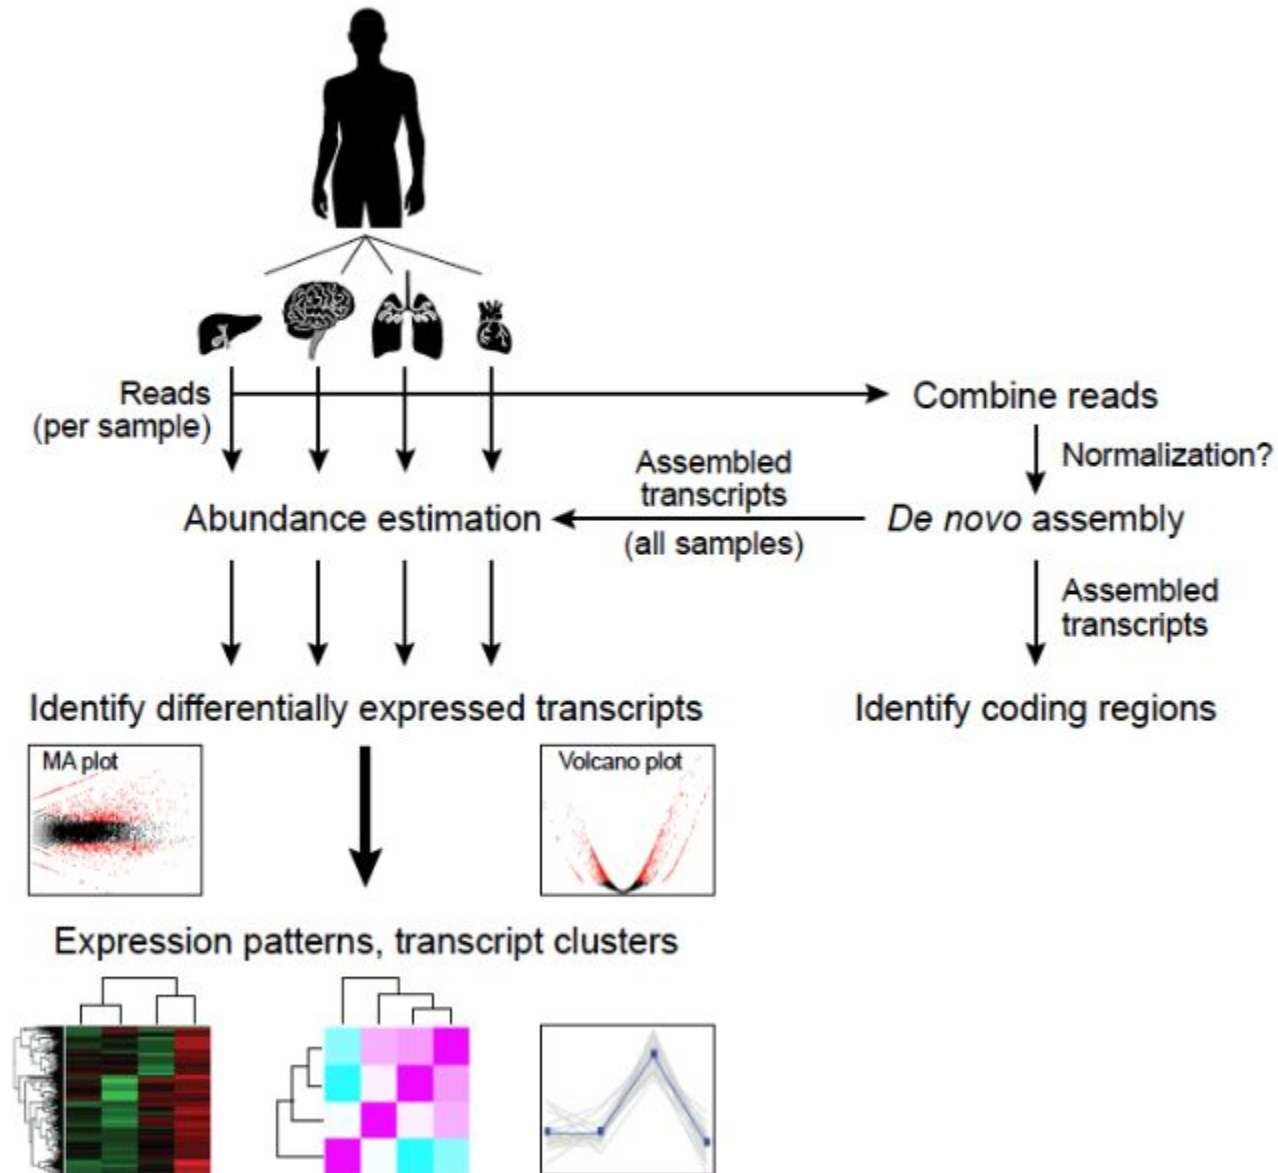 Reads
(per sample)
Combine reads
Normalization?
Assembled
transcripts
(all samples)
Abundance estimation
De novo assembly
Assembled
transcripts
Identify differentially expressed transcripts
Identify coding regions
MA plot
Volcano plot
Expression patterns, transcript clusters